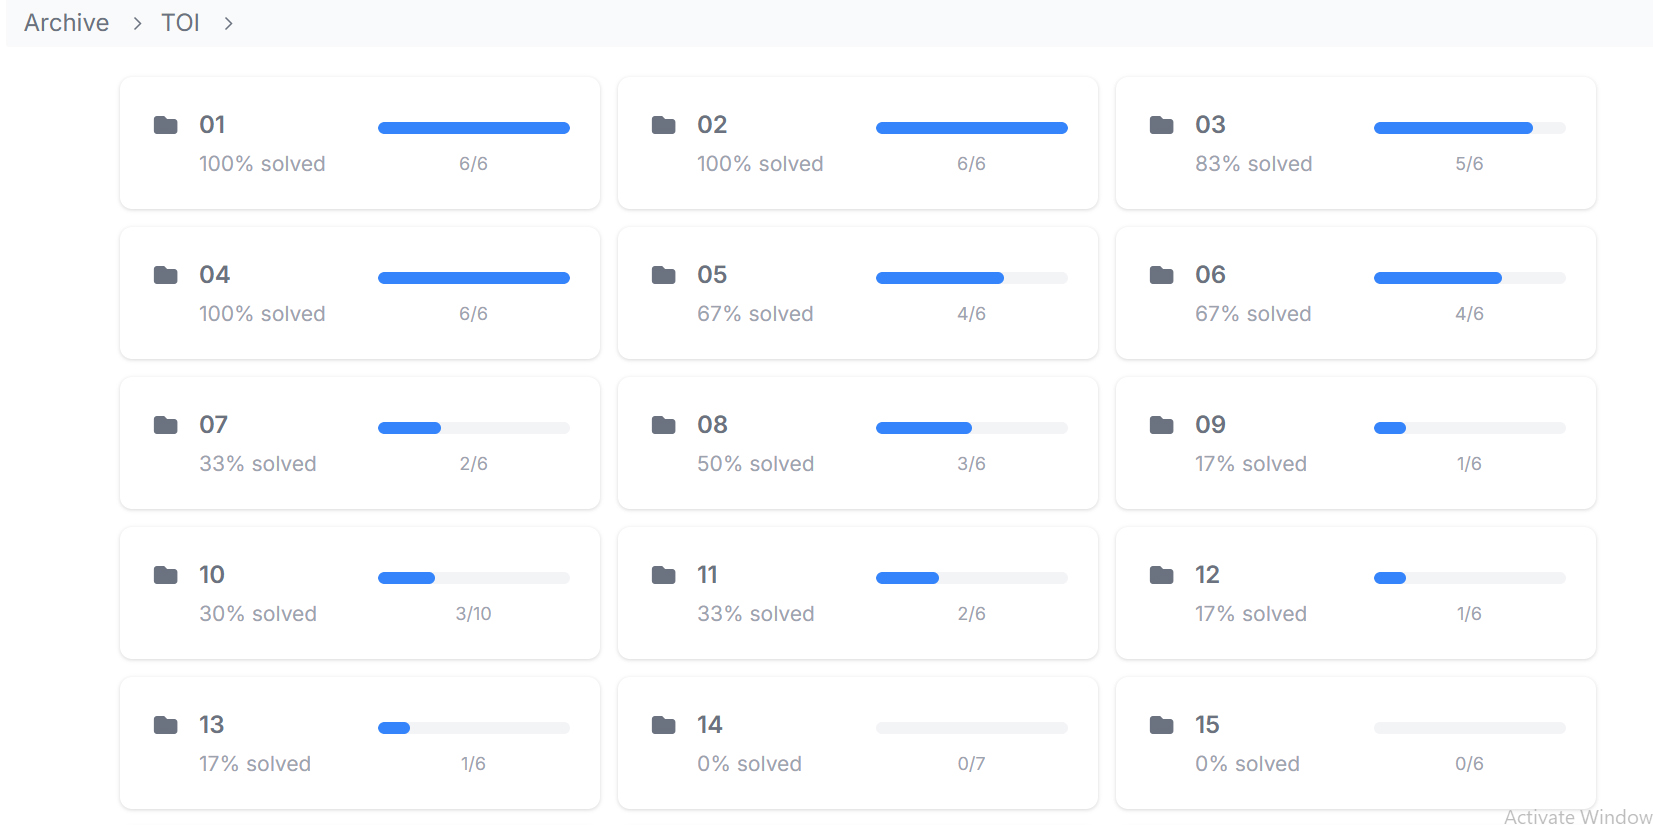 Archive > TOI >
01
100% solved
6/6
02
100% solved
6/6
03
83% solved
5/6
04
100% solved
6/6
05
67% solved
4/6
06
67% solved
4/6
07
33% solved
2/6
08
50% solved
3/6
09
17% solved
1/6
10
30% solved
3/10
11
33% solved
2/6
12
17% solved
1/6
13
17% solved
1/6
14
0% solved
0/7
15
0% solved
0/6
Activate Window